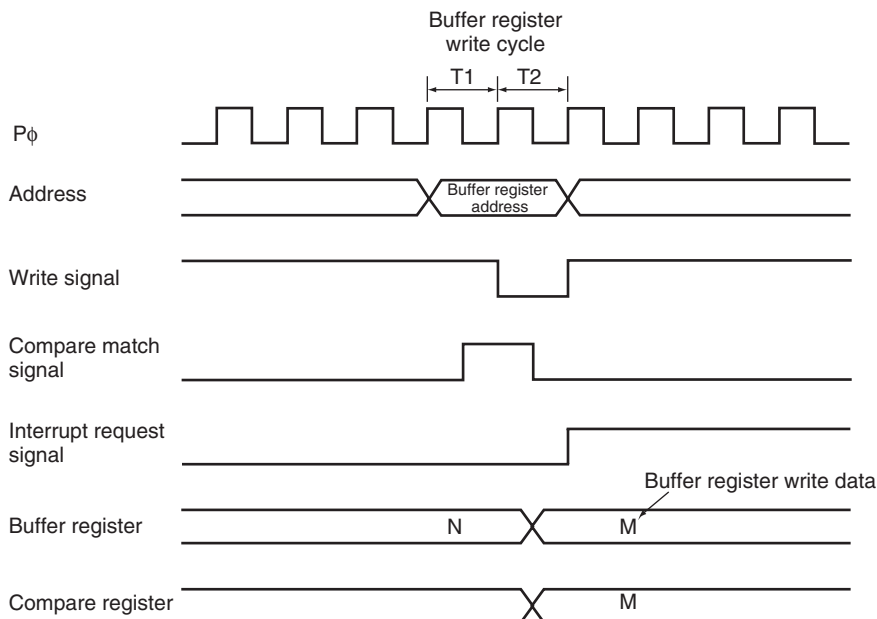 Buffer register
write cycle
T1 T2
Pϕ
Address
Buffer register
address
Write signal
Compare match
signal
Interrupt request
signal
Buffer register write data
Buffer register N M
Compare register M